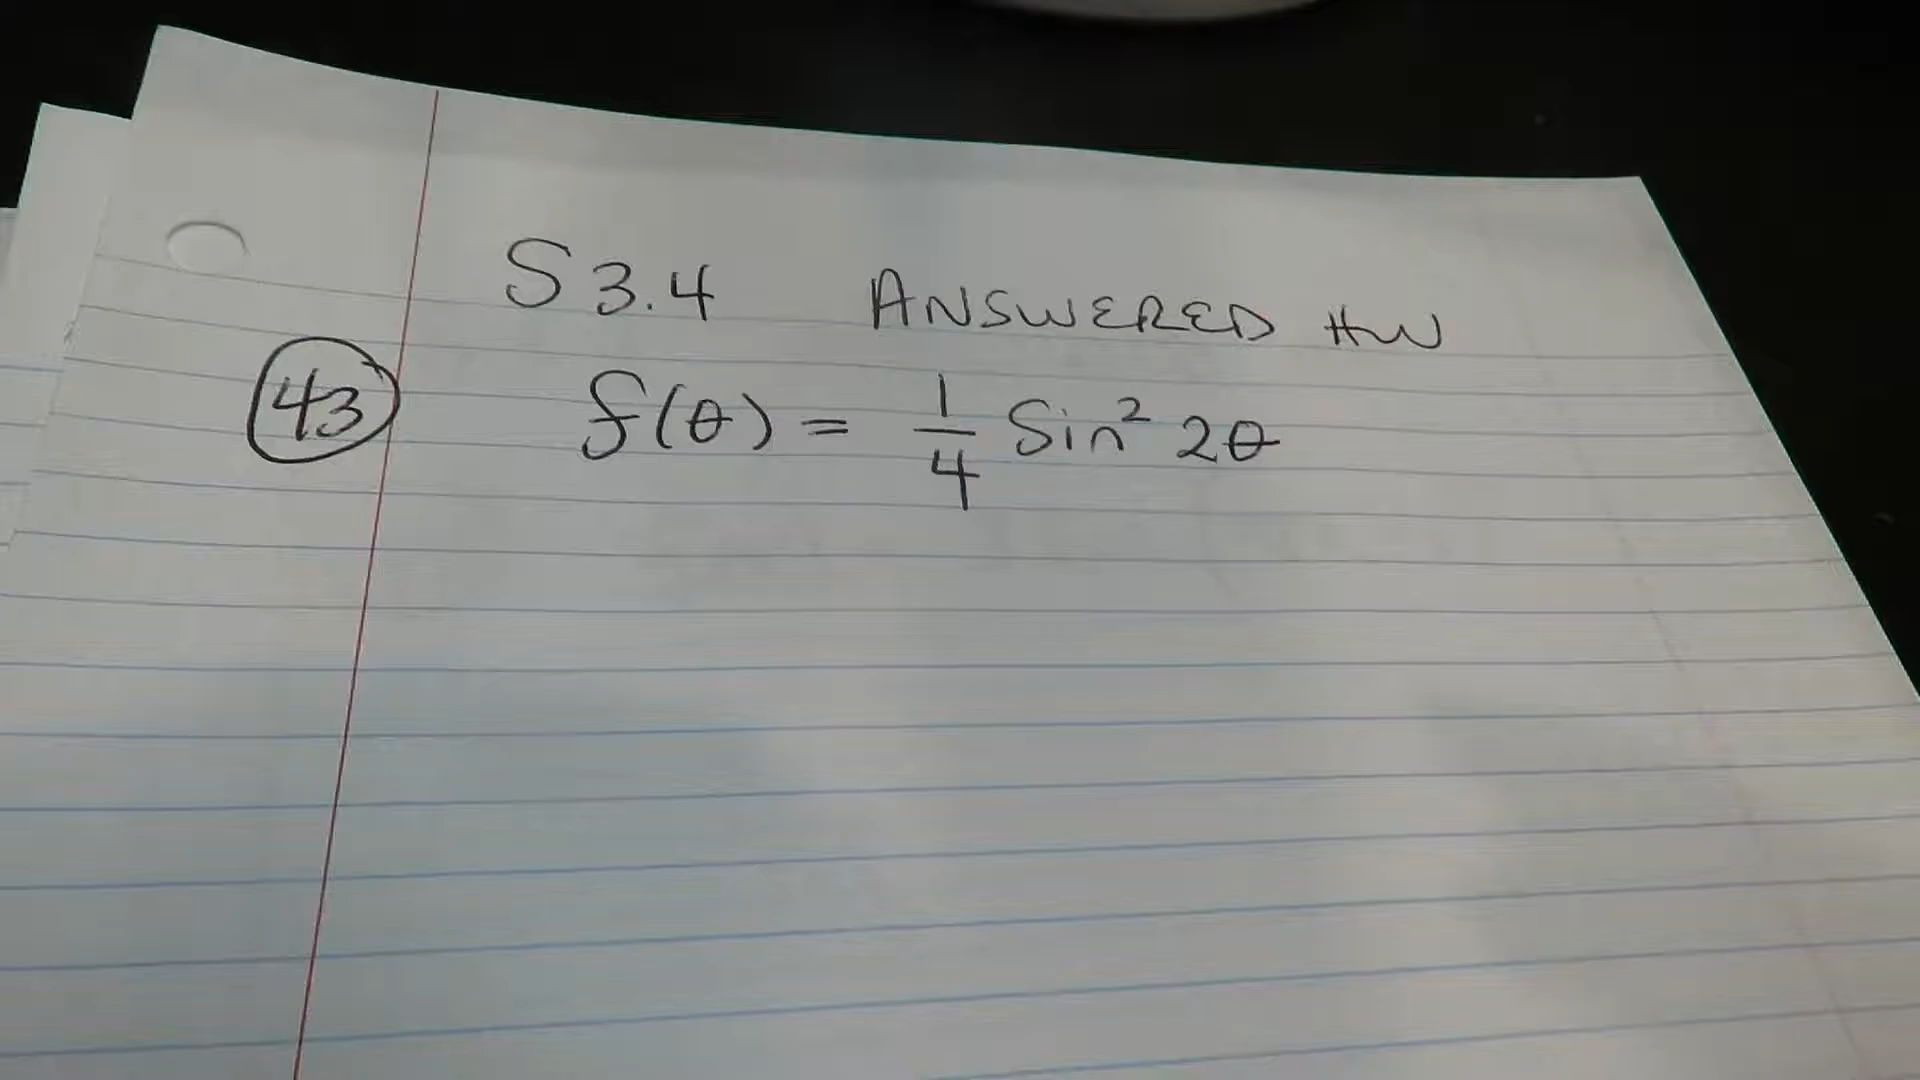 S 3.4 ANSWERED HW
43 f(θ) = 1/4 Sin² 2θ